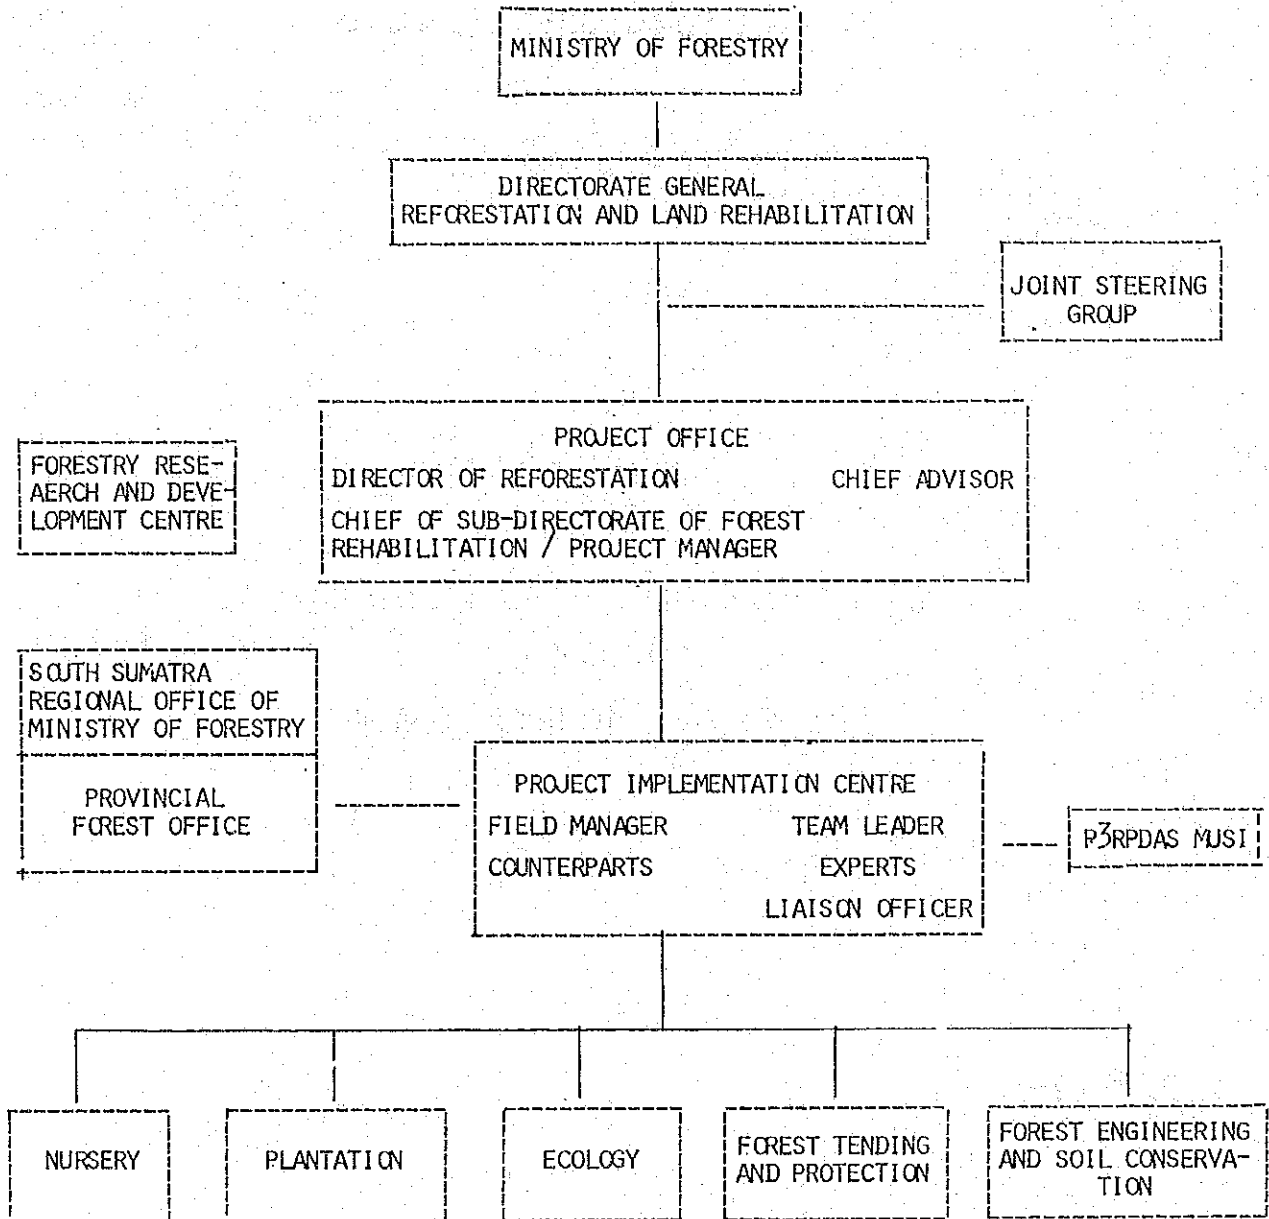 MINISTRY OF FORESTRY
DIRECTORATE GENERAL
REFORESTATION AND LAND REHABILITATION
JOINT STEERING
GROUP
PROJECT OFFICE
DIRECTOR OF REFORESTATION CHIEF ADVISOR
CHIEF OF SUB-DIRECTORATE OF FOREST
REHABILITATION / PROJECT MANAGER
FORESTRY RESE-
AERCH AND DEVE-
LOPMENT CENTRE
SOUTH SUMATRA
REGIONAL OFFICE OF
MINISTRY OF FORESTRY
PROVINCIAL
FOREST OFFICE
PROJECT IMPLEMENTATION CENTRE
FIELD MANAGER TEAM LEADER
COUNTERPARTS EXPERTS
LIAISON OFFICER
P3RPDAS MUSI
NURSERY
PLANTATION
ECOLOGY
FOREST TENDING
AND PROTECTION
FOREST ENGINEERING
AND SOIL CONSERVA-
TION